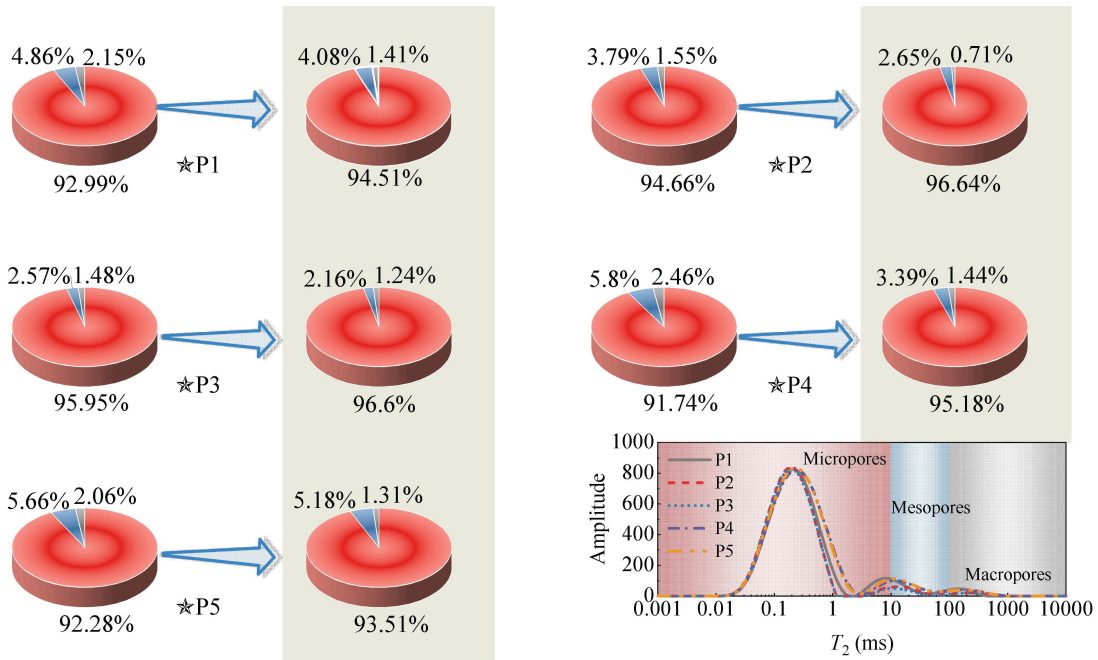 4.86% 2.15%
4.08% 1.41%
✯P1
92.99%
94.51%
3.79% 1.55%
2.65% 0.71%
✯P2
94.66%
96.64%
2.57% 1.48%
2.16% 1.24%
✯P3
95.95%
96.6%
5.8% 2.46%
3.39% 1.44%
✯P4
91.74%
95.18%
5.66% 2.06%
5.18% 1.31%
✯P5
92.28%
93.51%
1000
800
600
400
200
0
Amplitude
P1
P2
P3
P4
P5
Micropores
Mesopores
Macropores
0.001 0.01 0.1 1 10 100 1000 10000
T₂ (ms)